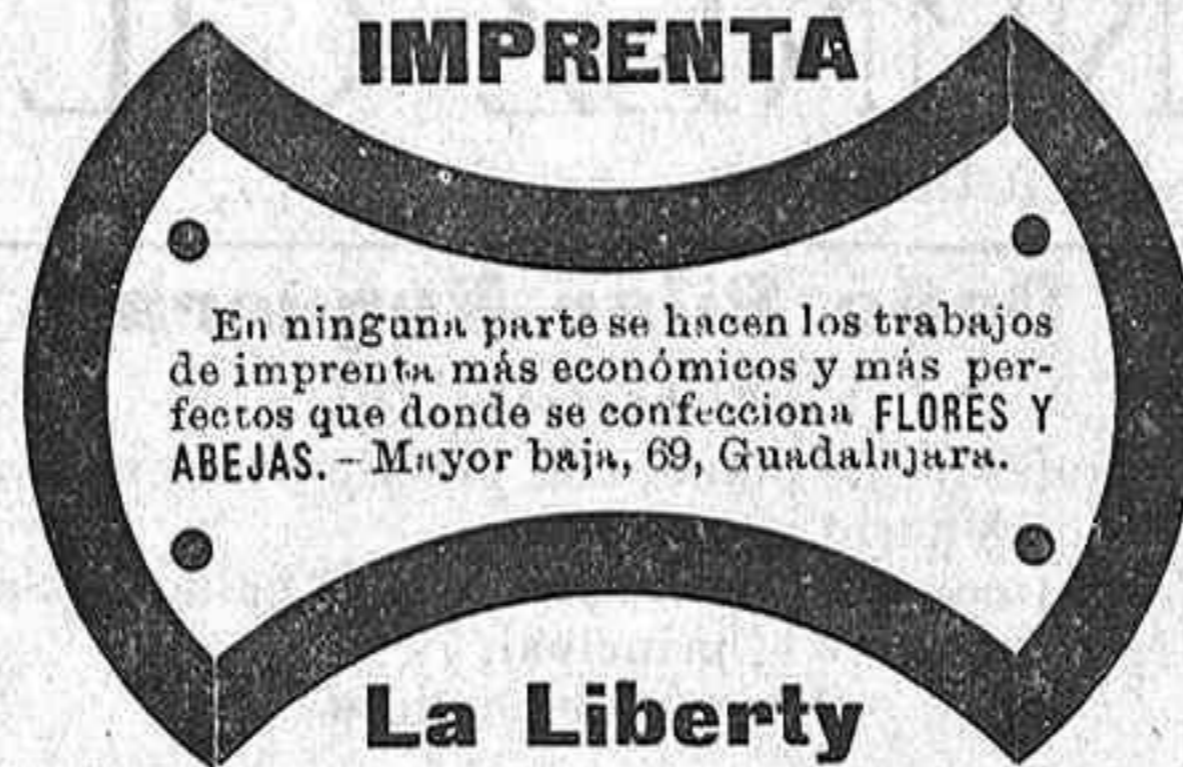 IMPRENTA
En ninguna parte se hacen los trabajos
de imprenta más económicos y más per-
fectos que donde se confecciona FLORES Y
ABEJAS. – Mayor baja, 69, Guadalajara.
La Liberty